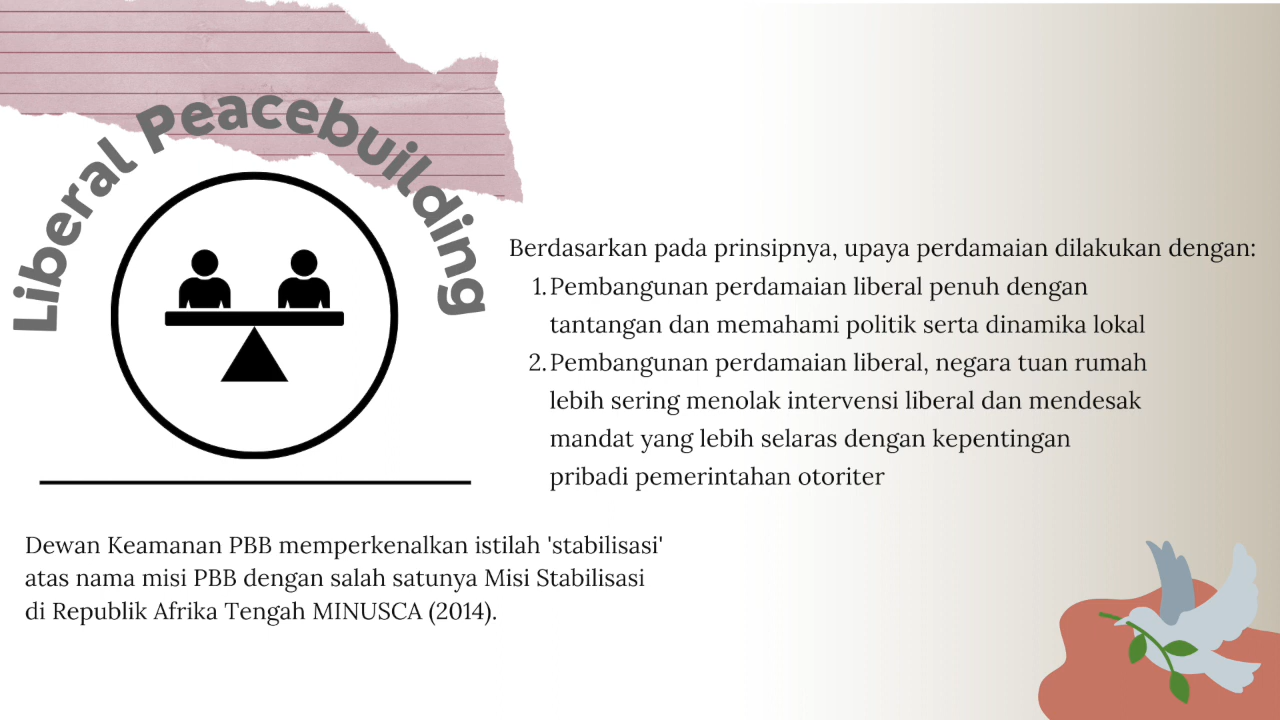 Liberal Peacebuilding
Berdasarkan pada prinsipnya, upaya perdamaian dilakukan dengan:
1. Pembangunan perdamaian liberal penuh dengan
tantangan dan memahami politik serta dinamika lokal
2. Pembangunan perdamaian liberal, negara tuan rumah
lebih sering menolak intervensi liberal dan mendesak
mandat yang lebih selaras dengan kepentingan
pribadi pemerintahan otoriter
Dewan Keamanan PBB memperkenalkan istilah 'stabilisasi'
atas nama misi PBB dengan salah satunya Misi Stabilisasi
di Republik Afrika Tengah MINUSCA (2014).